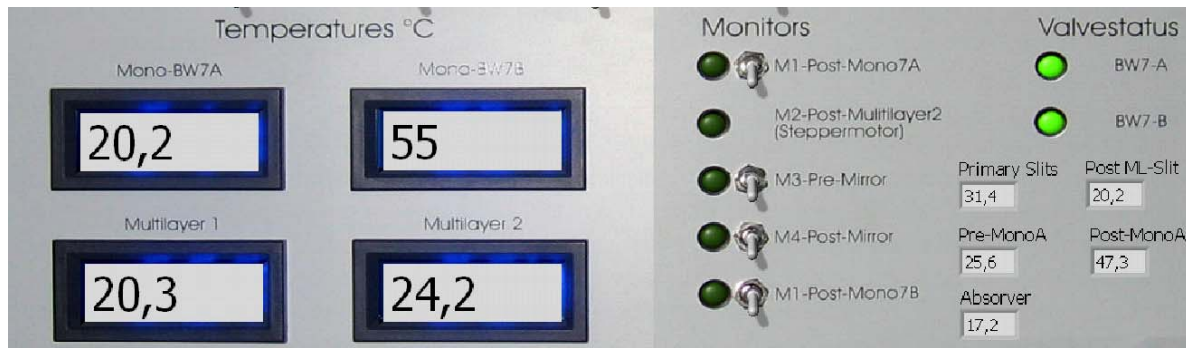 Temperatures °C
Mono-BW7A
Mono-BW7B
20,2
55
Multilayer 1
Multilayer 2
20,3
24,2
Monitors
Valvestatus
M1-Post-Mono7A
BW7-A
M2-Post-Mulitilayer2
(Steppermotor)
BW7-B
M3-Pre-Mirror
Primary Slits
Post ML-Slit
31,4
20,2
M4-Post-Mirror
Pre-MonoA
Post-MonoA
25,6
47,3
M1-Post-Mono7B
Absorver
17,2